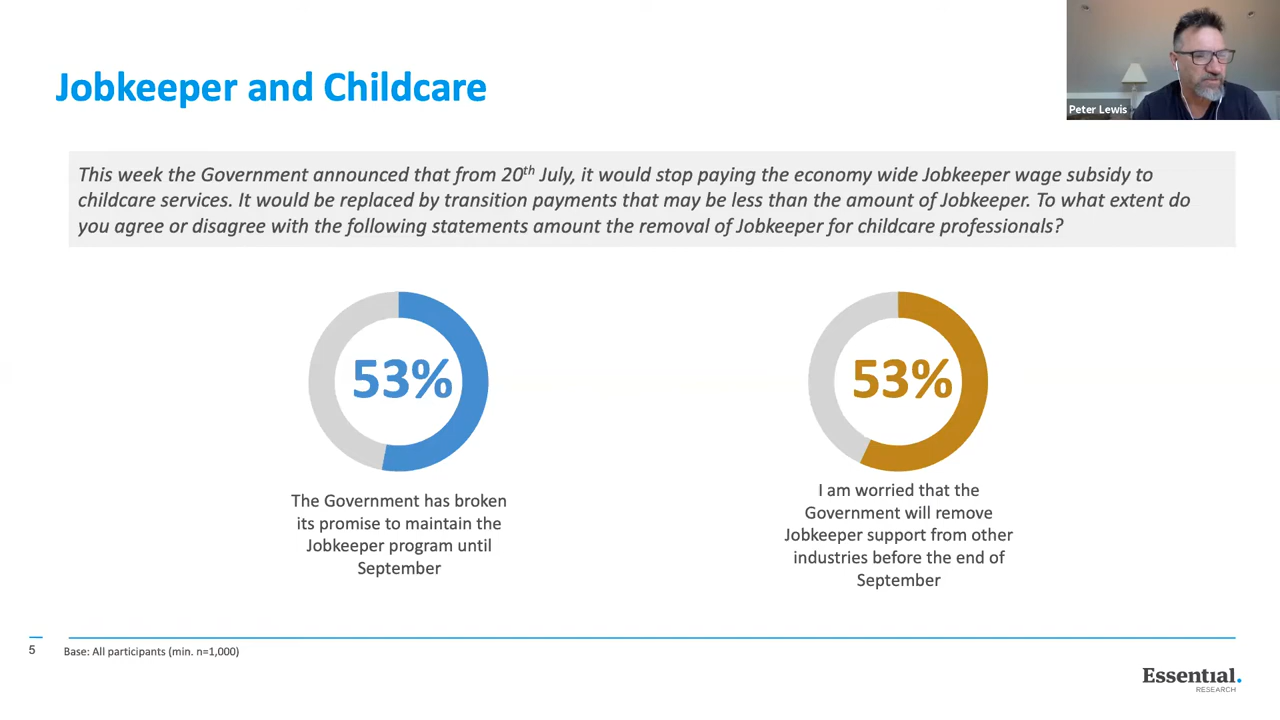 Jobkeeper and Childcare
Peter Lewis
This week the Government announced that from 20th July, it would stop paying the economy wide Jobkeeper wage subsidy to
childcare services. It would be replaced by transition payments that may be less than the amount of Jobkeeper. To what extent do
you agree or disagree with the following statements amount the removal of Jobkeeper for childcare professionals?
53%
The Government has broken
its promise to maintain the
Jobkeeper program until
September
53%
I am worried that the
Government will remove
Jobkeeper support from other
industries before the end of
September
5
Base: All participants (min. n=1,000)
Essential.
RESEARCH